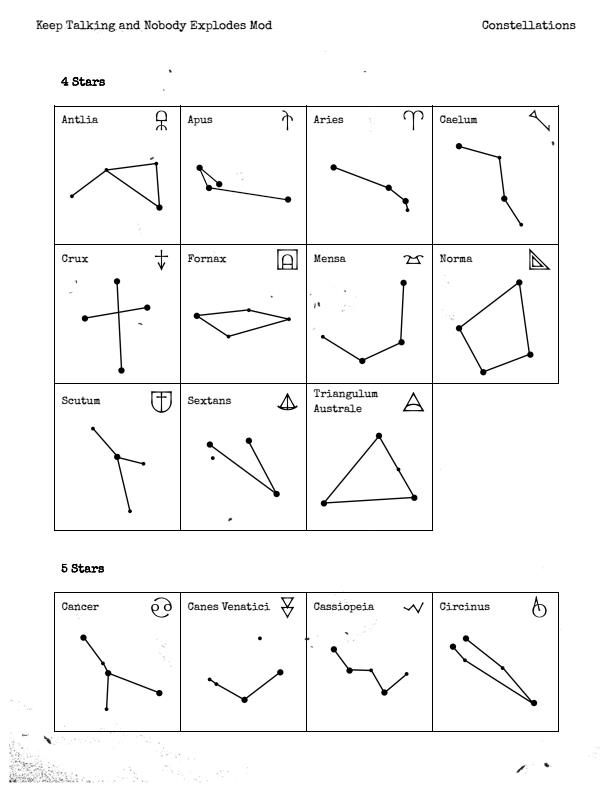 Keep Talking and Nobody Explodes Mod
Constellations
4 Stars
Antlia
Apus
Aries
Caelum
Crux
Fornax
Mensa
Norma
Scutum
Sextans
Triangulum
Australe
5 Stars
Cancer
Canes Venatici
Cassiopeia
Circinus